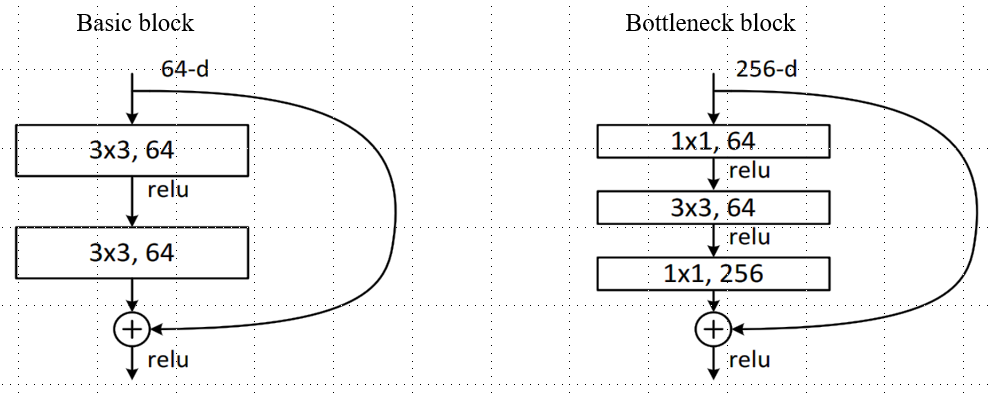 Basic block
64-d
3x3, 64
relu
3x3, 64
+
relu
Bottleneck block
256-d
1x1, 64
relu
3x3, 64
relu
1x1, 256
+
relu